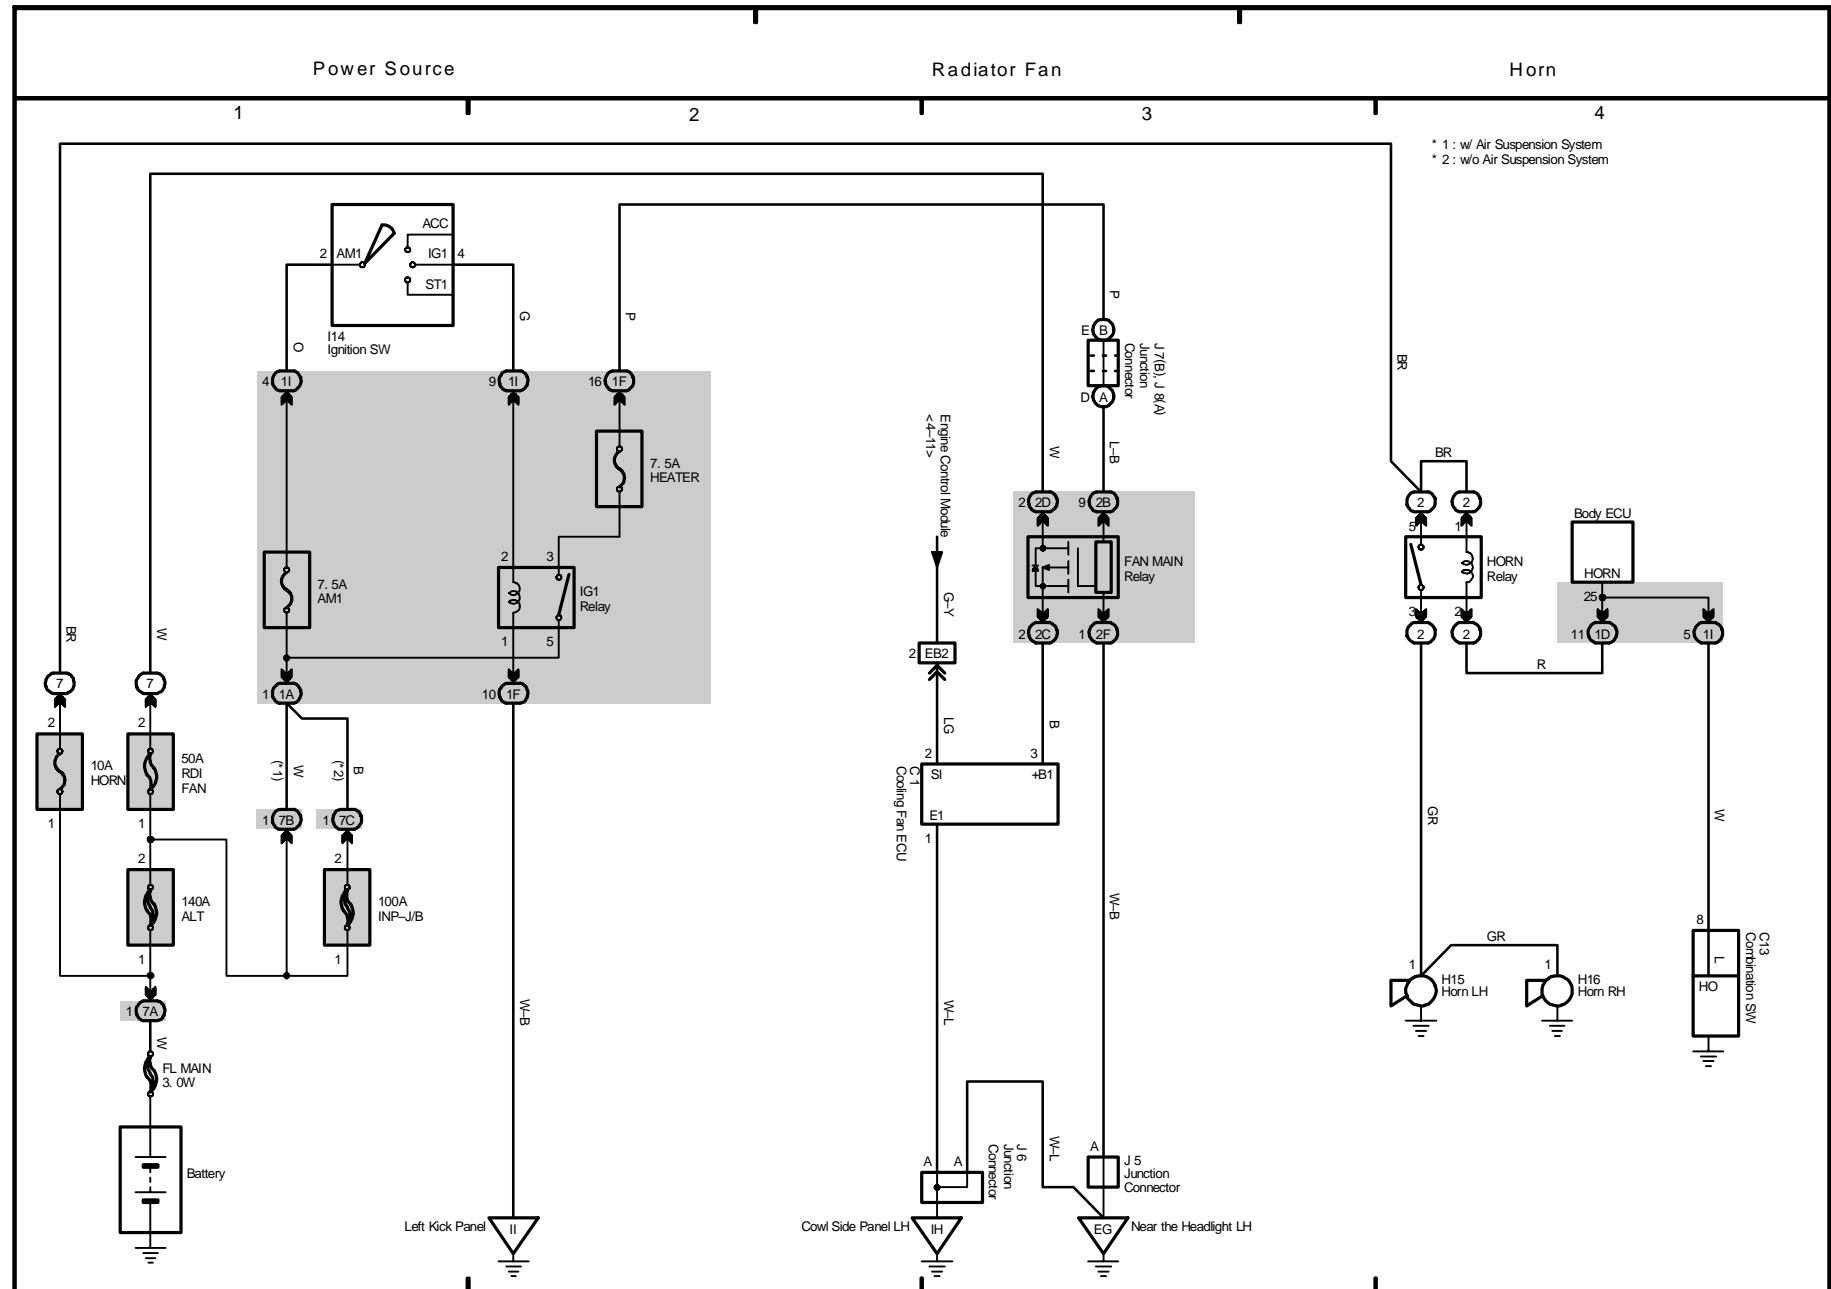 Power Source
Radiator Fan
Horn
1
2
3
4
* 1 : w/ Air Suspension System
* 2 : w/o Air Suspension System
ACC
2
AM1
IG1
4
ST1
I14
Ignition SW
O
G
P
P
BR
4
1I
9
1I
16
1F
7. 5A
HEATER
7. 5A
AM1
2
3
IG1
Relay
1
5
1
1A
10
1F
BR
W
7
7
2
10A
HORN
1
2
50A
RDI
FAN
1
W
(*1)
B
(*2)
1
7B
1
7C
2
140A
ALT
1
2
100A
INP–J/B
1
1
7A
W
FL MAIN
3. 0W
Battery
W–B
Left Kick Panel
II
E
B
J 7(B), J 8(A)
Junction
Connector
D
A
W
L–B
Engine Control Module
<4–11>
G–Y
2
2D
9
2B
FAN MAIN
Relay
2
2C
1
2F
2
EB2
LG
B
2
3
SI
+B1
E1
1
C 1
Cooling Fan ECU
W–L
W–B
W–L
A
A
J 6
Junction
Connector
A
J 5
Junction
Connector
Cowl Side Panel LH
IH
EG
Near the Headlight LH
BR
2
2
5
1
HORN
Relay
3
2
2
2
R
Body ECU
HORN
25
11
1D
5
1I
GR
W
GR
1
H15
Horn LH
1
H16
Horn RH
8
L
HO
C13
Combination SW